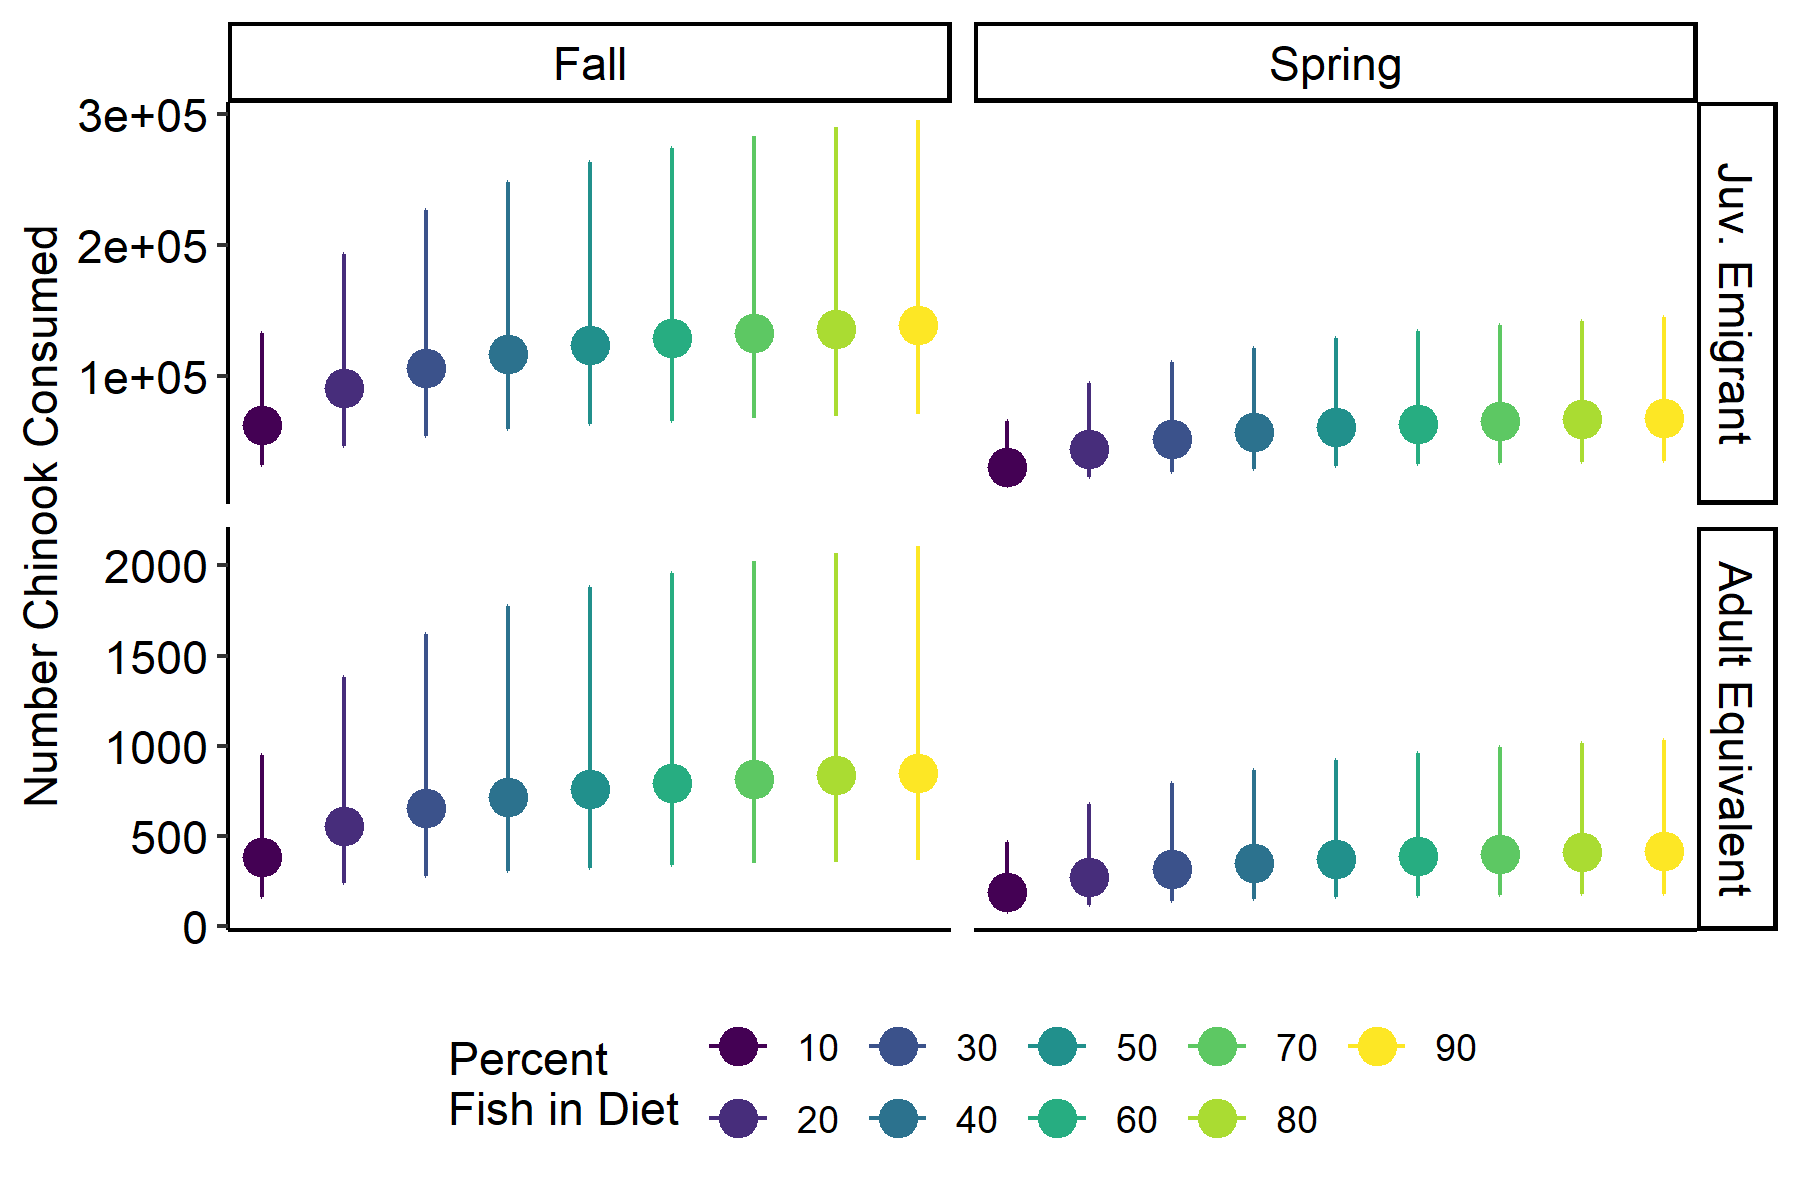 Fall
Spring
3e+05
2e+05
1e+05
Juv. Emigrant
Number Chinook Consumed
2000
1500
1000
500
0
Adult Equivalent
Percent
Fish in Diet
10 30 50 70 90
20 40 60 80